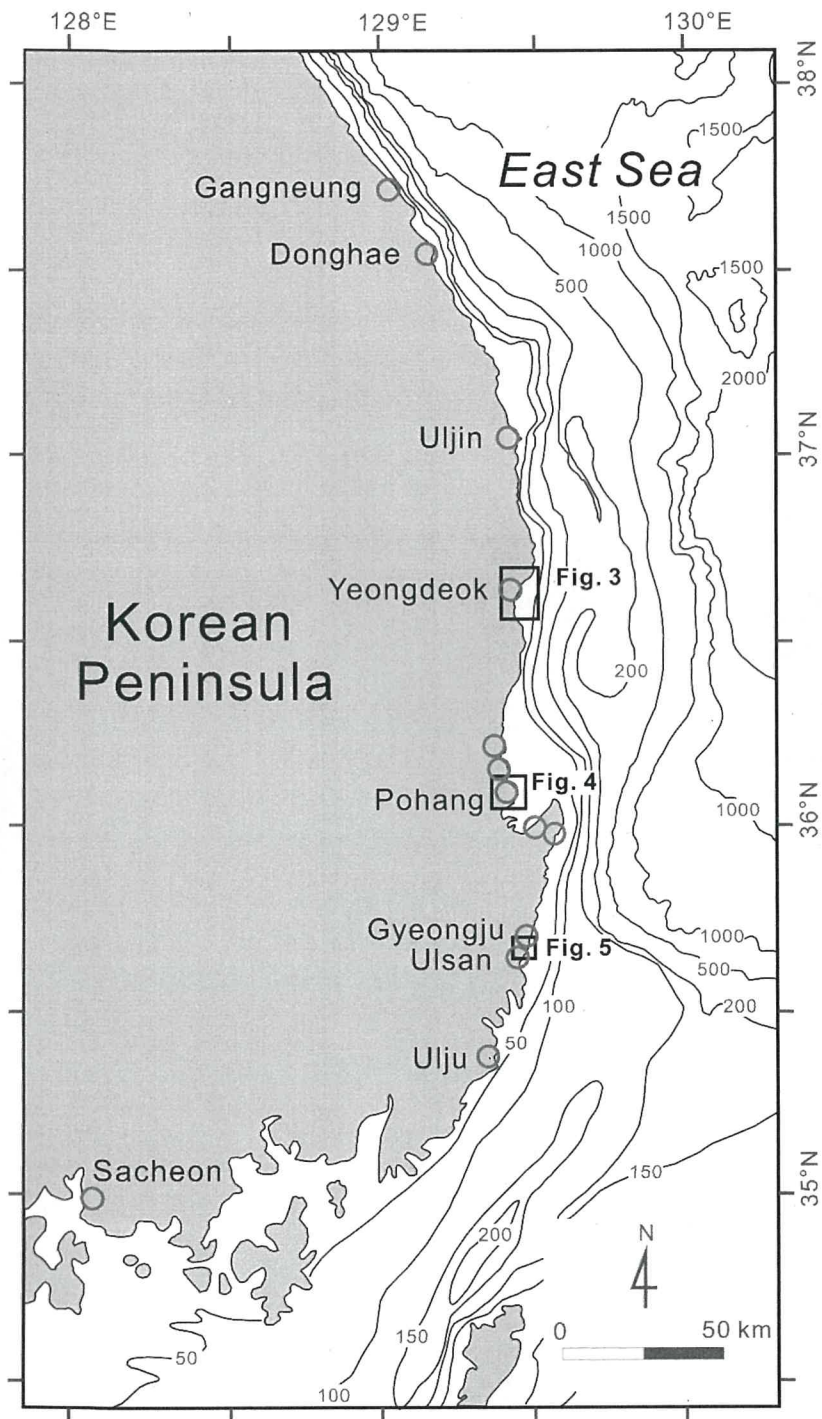 128°E
129°E
130°E
38°N
1500
East Sea
Gangneung
1500
1000
Donghae
1500
500
2000
Uljin
37°N
Fig. 3
Yeongdeok
Korean
Peninsula
200
Fig. 4
Pohang
1000
36°N
Gyeongju
1000
Fig. 5
Ulsan
500
200
100
50
Ulju
150
Sacheon
35°N
200
N
150
0
50 km
50
100